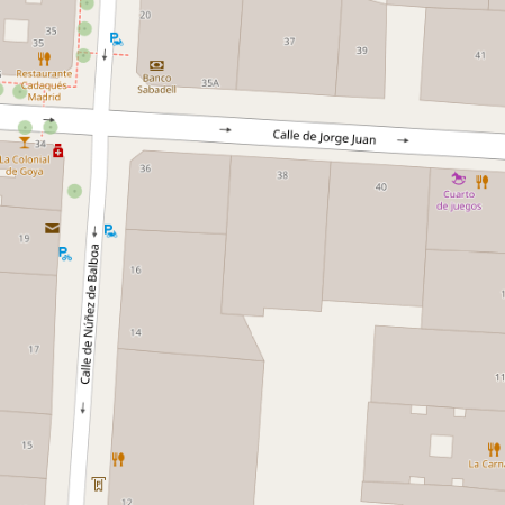 20
35
35
37
39
41
Restaurante
Cadaqués
Madrid
Banco
Sabadell
35A
Calle de Jorge Juan
34
La Colonial
de Goya
36
38
40
Cuarto
de juegos
19
16
Calle de Núñez de Balboa
14
17
11
15
La Carn
12